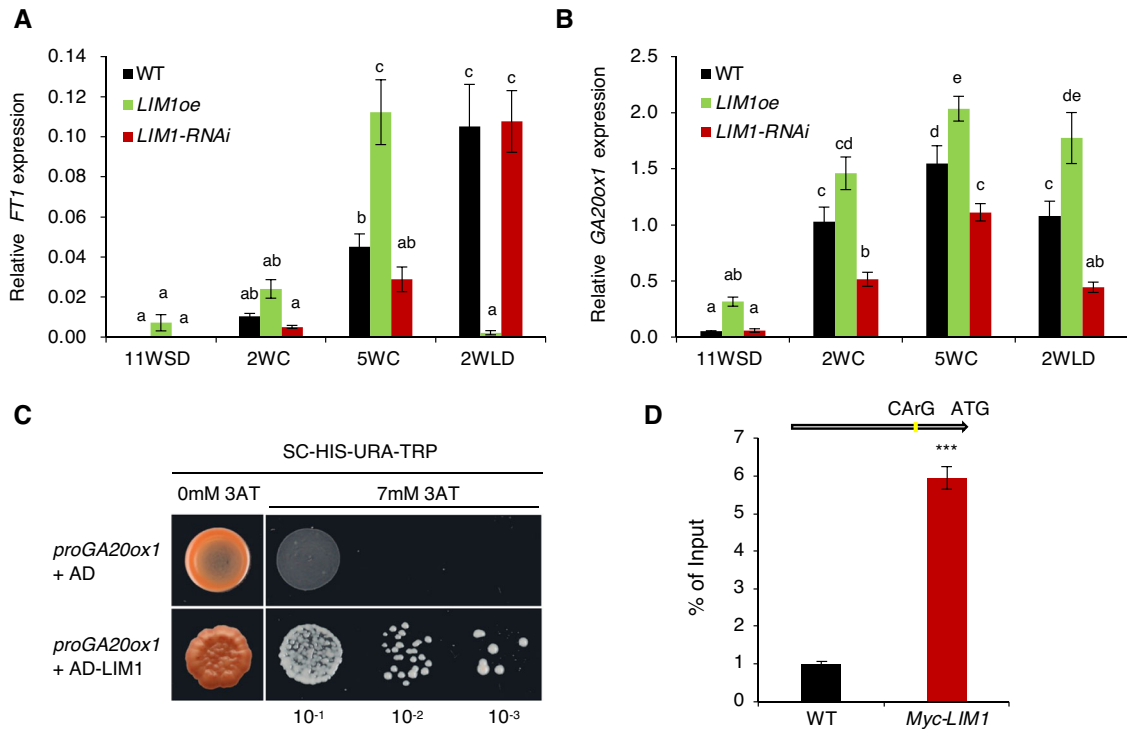 A
Relative FT1 expression
0.14
0.12
0.10
0.08
0.06
0.04
0.02
0.00
WT
LIM1oe
LIM1-RNAi
a
a
a
ab
ab
a
b
c
ab
c
a
c
11WSD 2WC 5WC 2WLD
B
Relative GA20ox1 expression
2.5
2.0
1.5
1.0
0.5
0.0
WT
LIM1oe
LIM1-RNAi
a
ab
a
c
cd
b
d
e
c
c
de
ab
11WSD 2WC 5WC 2WLD
C
SC-HIS-URA-TRP
0mM 3AT 7mM 3AT
proGA20ox1
+ AD
proGA20ox1
+ AD-LIM1
10-1 10-2 10-3
D
CArG ATG
% of Input
7
6
5
4
3
2
1
0
***
WT Myc-LIM1